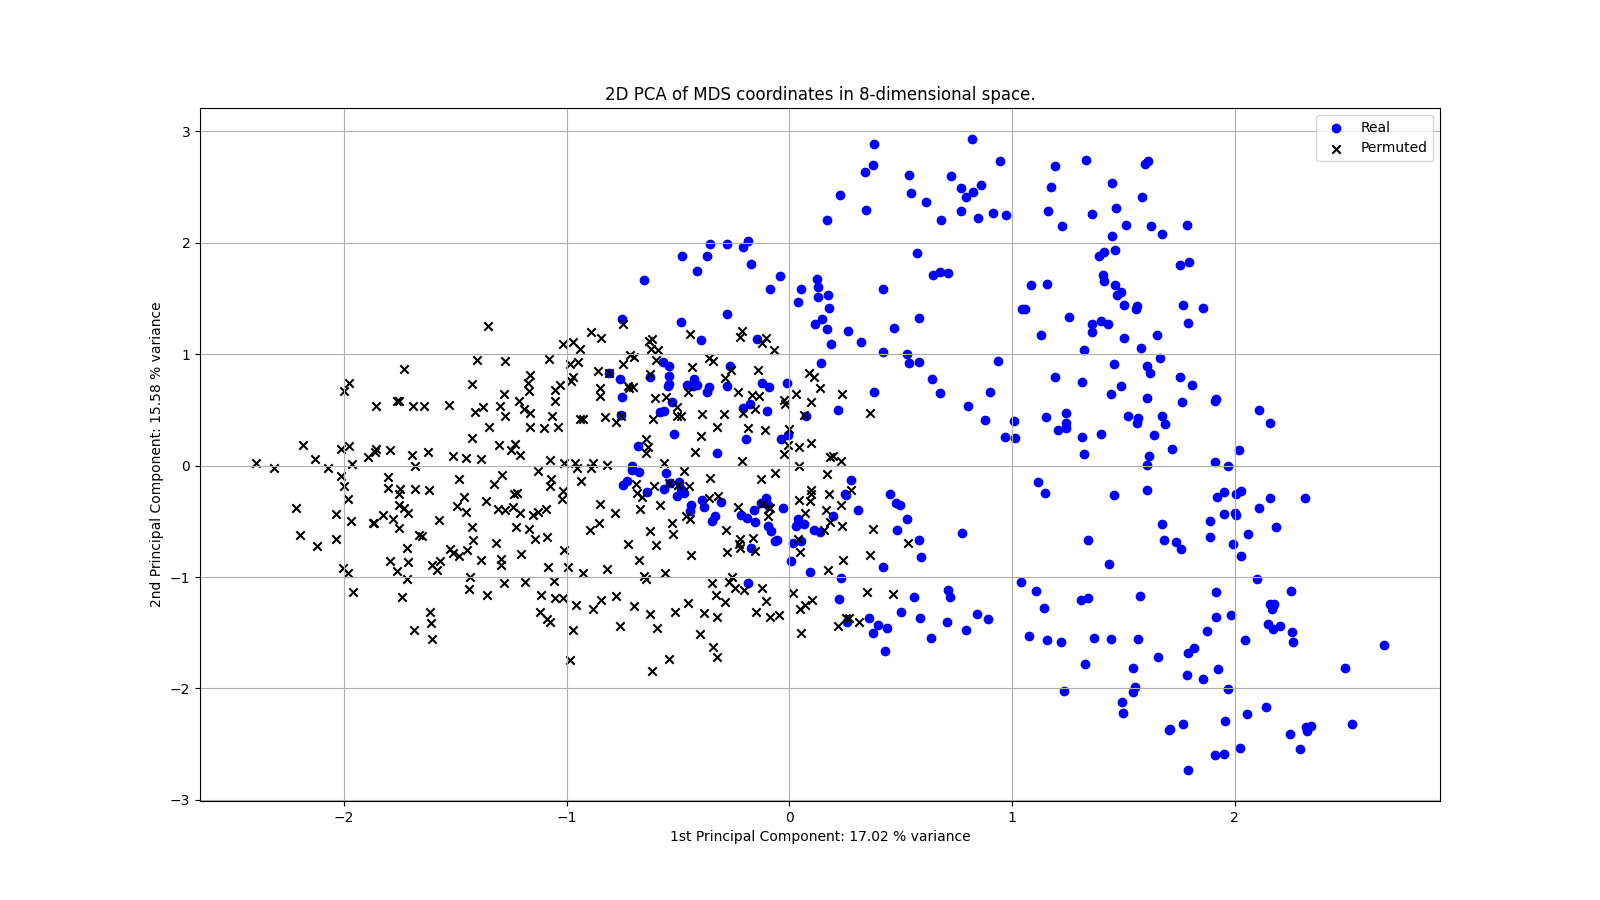 2D PCA of MDS coordinates in 8-dimensional space.
Real
Permuted
2nd Principal Component: 15.58 % variance
3
2
1
0
−1
−2
−3
−2
−1
0
1
2
1st Principal Component: 17.02 % variance